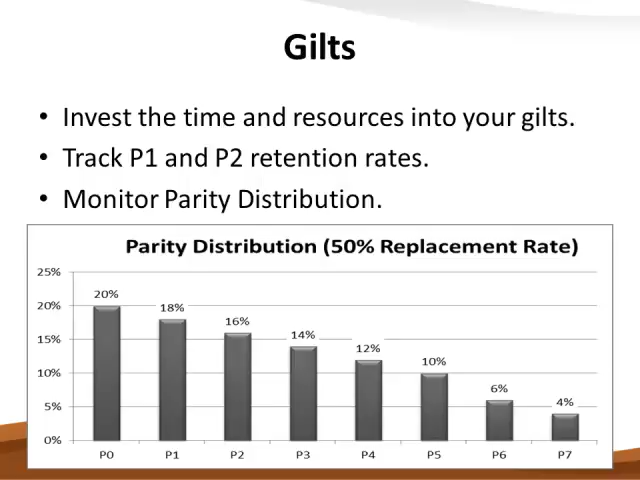 Gilts
• Invest the time and resources into your gilts.
• Track P1 and P2 retention rates.
• Monitor Parity Distribution.
Parity Distribution (50% Replacement Rate)
25%
20%
15%
10%
5%
0%
20%
18%
16%
14%
12%
10%
6%
4%
P0 P1 P2 P3 P4 P5 P6 P7